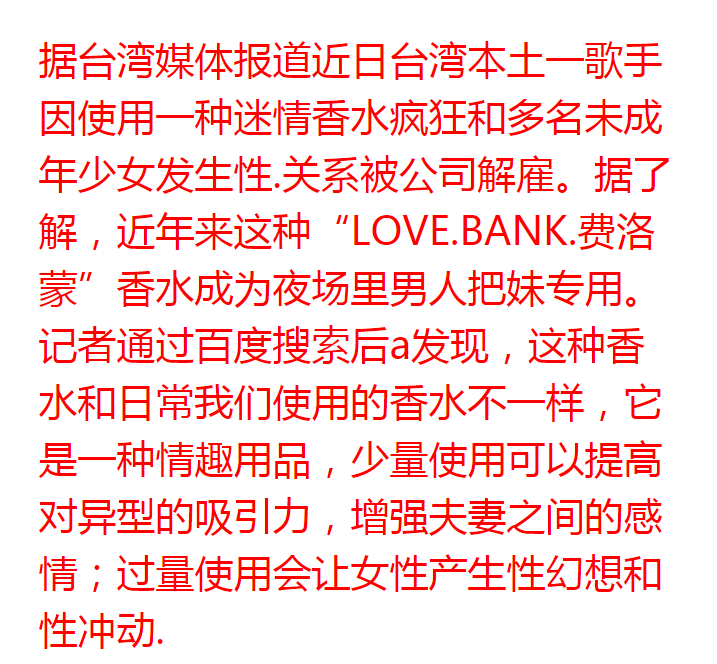 据台湾媒体报道近日台湾本土一歌手
因使用一种迷情香水疯狂和多名未成
年少女发生性.关系被公司解雇。据了
解，近年来这种“LOVE.BANK.费洛
蒙”香水成为夜场里男人把妹专用。
记者通过百度搜索后a发现，这种香
水和日常我们使用的香水不一样，它
是一种情趣用品，少量使用可以提高
对异型的吸引力，增强夫妻之间的感
情；过量使用会让女性产生性幻想和
性冲动.